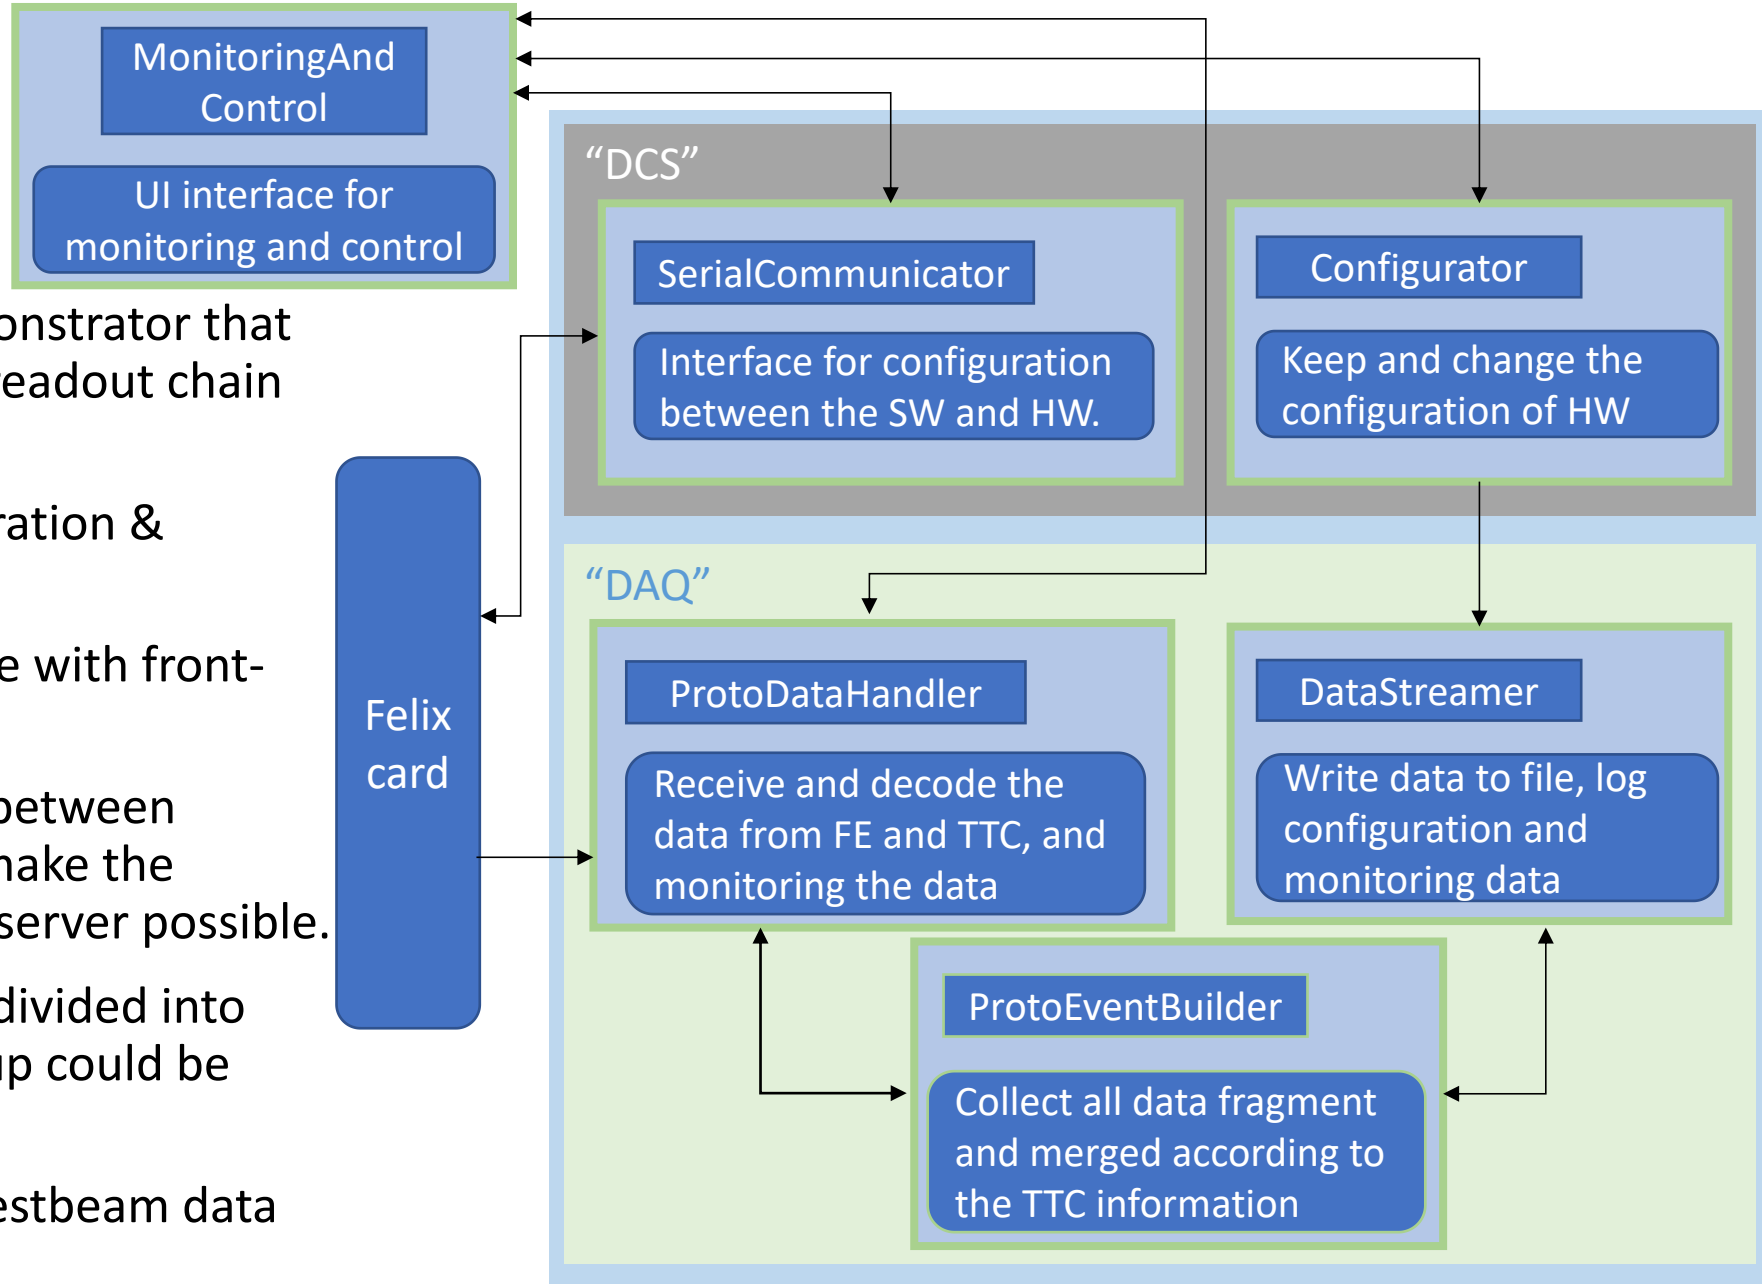 MonitoringAnd
Control
UI interface for
monitoring and control
“DCS”
SerialCommunicator
Interface for configuration
between the SW and HW.
Configurator
Keep and change the
configuration of HW
onstrator that
readout chain
ration &
e with front-
between
make the
server possible.
divided into
up could be
estbeam data
Felix
card
“DAQ”
ProtoDataHandler
Receive and decode the
data from FE and TTC, and
monitoring the data
DataStreamer
Write data to file, log
configuration and
monitoring data
ProtoEventBuilder
Collect all data fragment
and merged according to
the TTC information